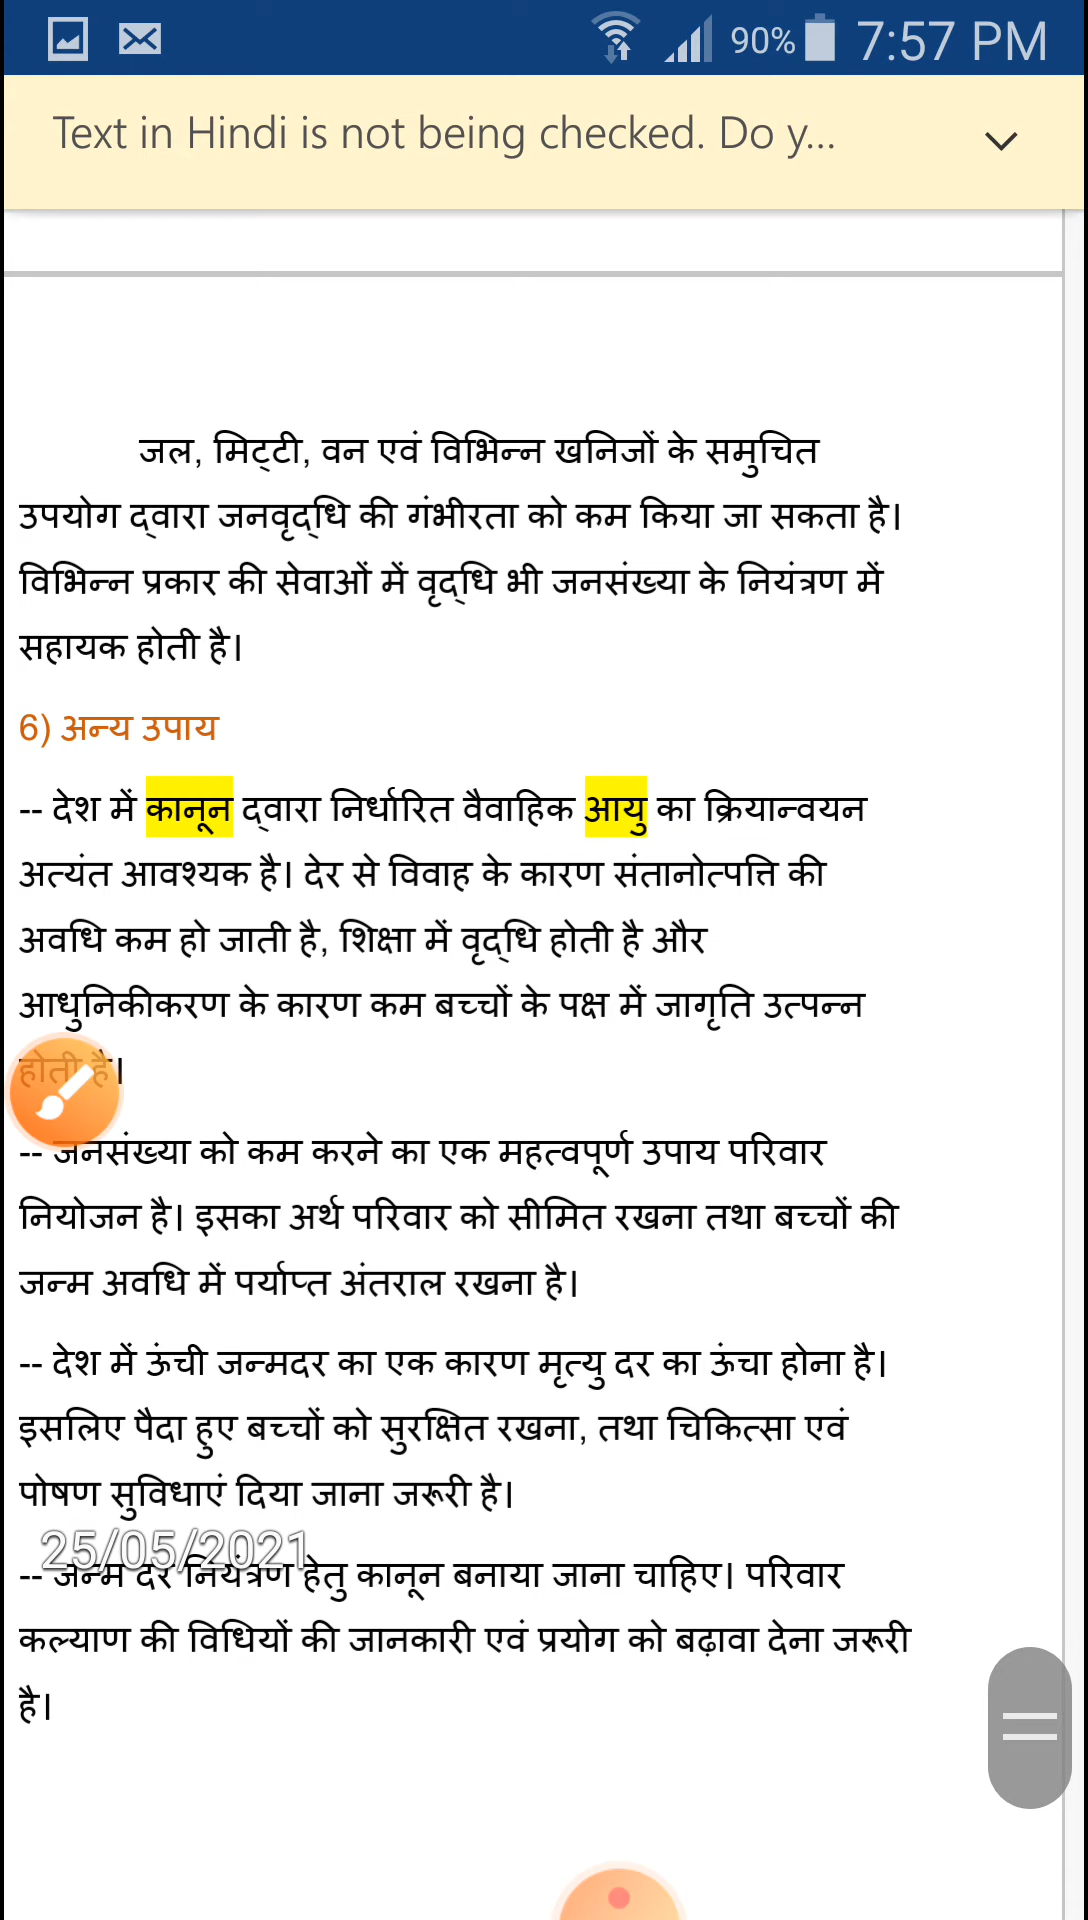 90% 7:57 PM
Text in Hindi is not being checked. Do y...
जल, मिट्टी, वन एवं विभिन्न खनिजों के समुचित
उपयोग द्वारा जनवृद्धि की गंभीरता को कम किया जा सकता है।
विभिन्न प्रकार की सेवाओं में वृद्धि भी जनसंख्या के नियंत्रण में
सहायक होती है।
6) अन्य उपाय
-- देश में कानून द्वारा निर्धारित वैवाहिक आयु का क्रियान्वयन
अत्यंत आवश्यक है। देर से विवाह के कारण संतानोत्पत्ति की
अवधि कम हो जाती है, शिक्षा में वृद्धि होती है और
आधुनिकीकरण के कारण कम बच्चों के पक्ष में जागृति उत्पन्न
होती है।
-- जनसंख्या को कम करने का एक महत्वपूर्ण उपाय परिवार
नियोजन है। इसका अर्थ परिवार को सीमित रखना तथा बच्चों की
जन्म अवधि में पर्याप्त अंतराल रखना है।
-- देश में ऊंची जन्मदर का एक कारण मृत्यु दर का ऊंचा होना है।
इसलिए पैदा हुए बच्चों को सुरक्षित रखना, तथा चिकित्सा एवं
पोषण सुविधाएं दिया जाना जरूरी है।
25/05/2021
-- जन्म दर नियंत्रण हेतु कानून बनाया जाना चाहिए। परिवार
कल्याण की विधियों की जानकारी एवं प्रयोग को बढ़ावा देना जरूरी
है।